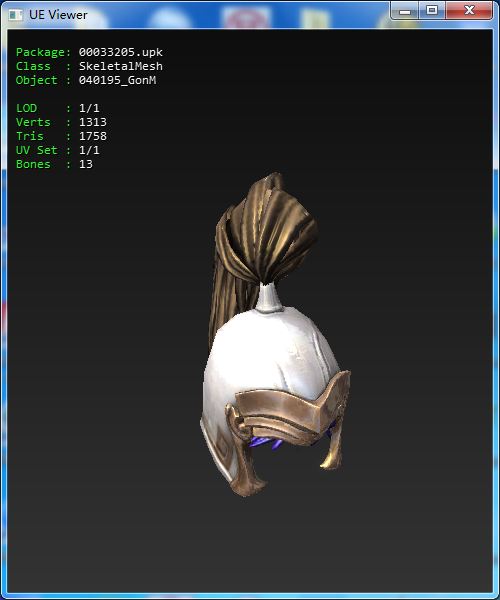 UE Viewer
Package: 00033205.upk
Class : SkeletalMesh
Object : 040195_GonM
LOD : 1/1
Verts : 1313
Tris : 1758
UV Set : 1/1
Bones : 13